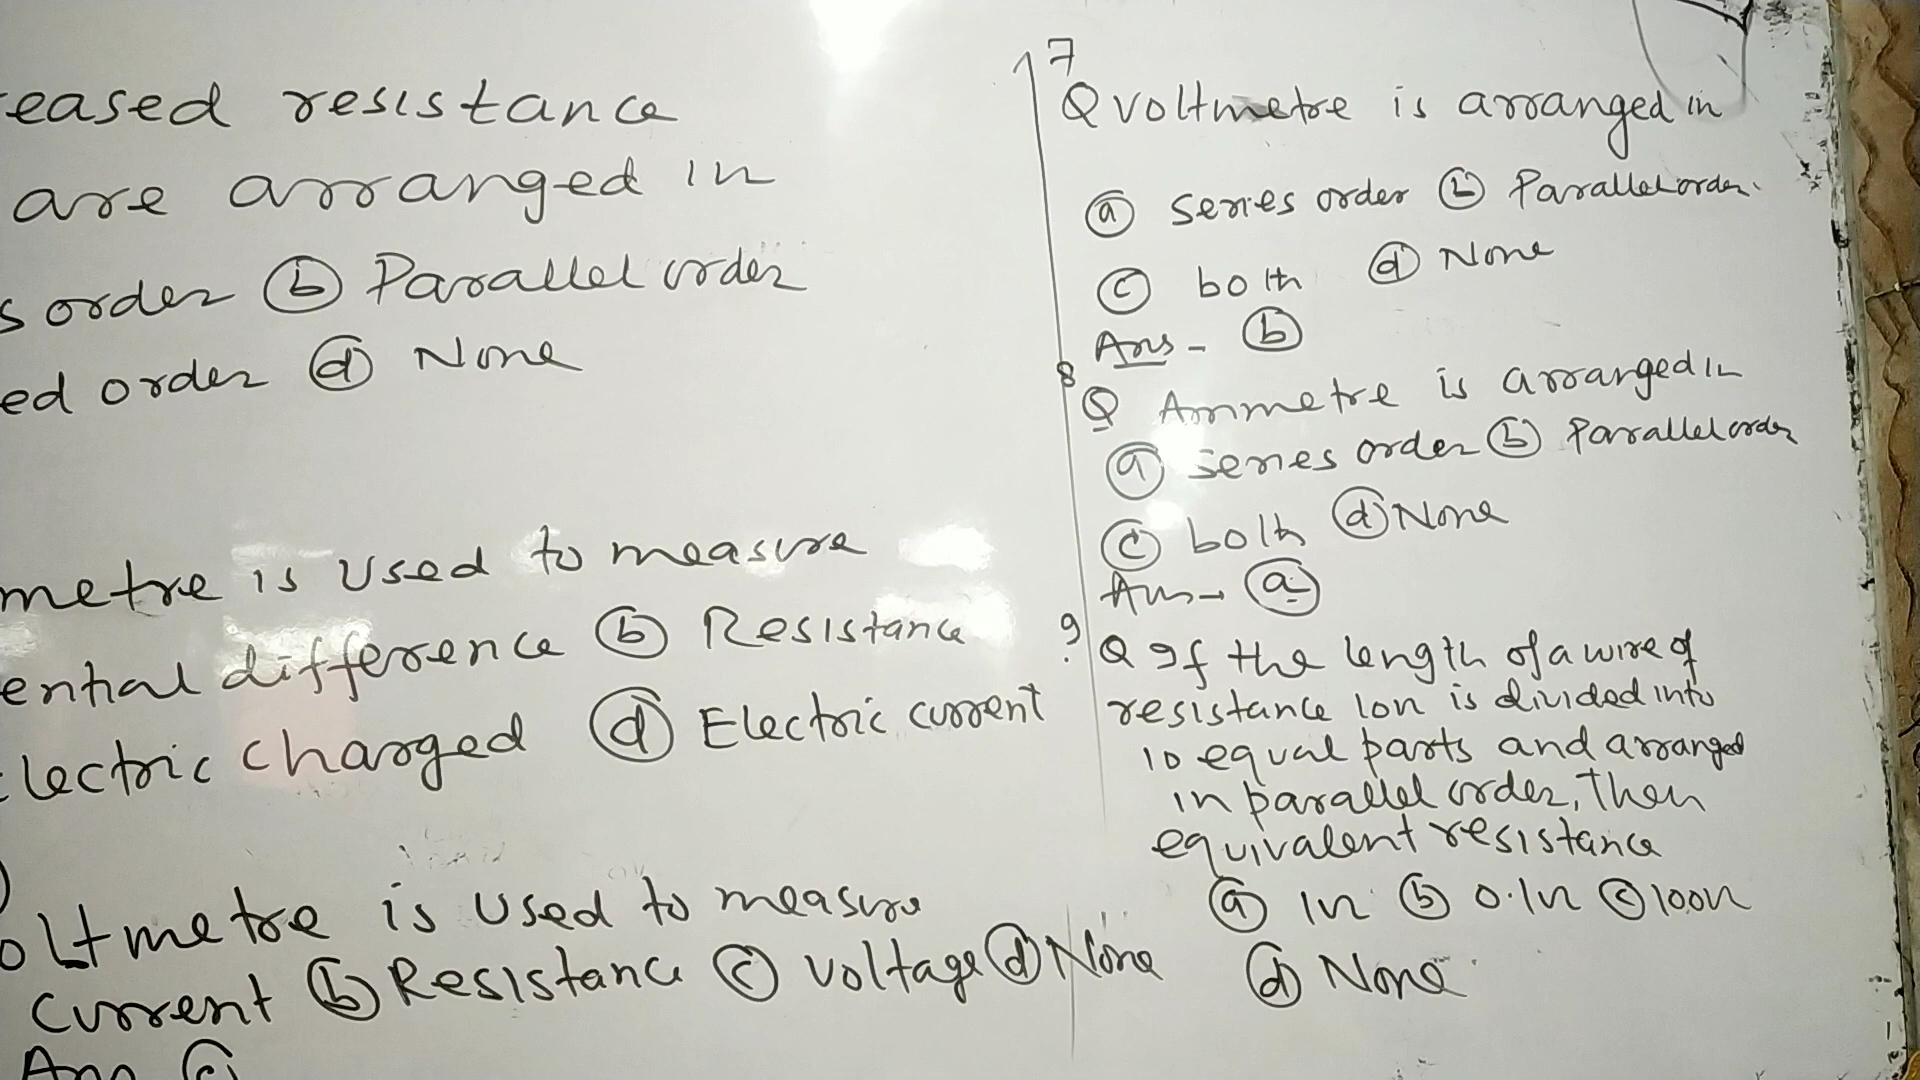 eased resistance
are arranged in
s order ⓑ Parallel order
ed order ⓓ None
metre is used to measure
ential difference ⓑ Resistance
lectric charged ⓓ Electric current
oltmetre is used to measure
current ⓑ Resistance ⓒ voltage ⓓ None
Ans ⓒ
7
Q voltmetre is arranged in
ⓐ series order ⓑ Parallel order
ⓒ both ⓓ None
Ans - ⓑ
8
Q Ammetre is arranged in
ⓐ series order ⓑ Parallel order
ⓒ both ⓓ None
Ans → ⓐ
9
Q If the length of a wire of
resistance 10Ω is divided into
10 equal parts and arranged
in parallel order, then
equivalent resistance
ⓐ 1Ω ⓑ 0.1Ω ⓒ 100Ω
ⓓ None